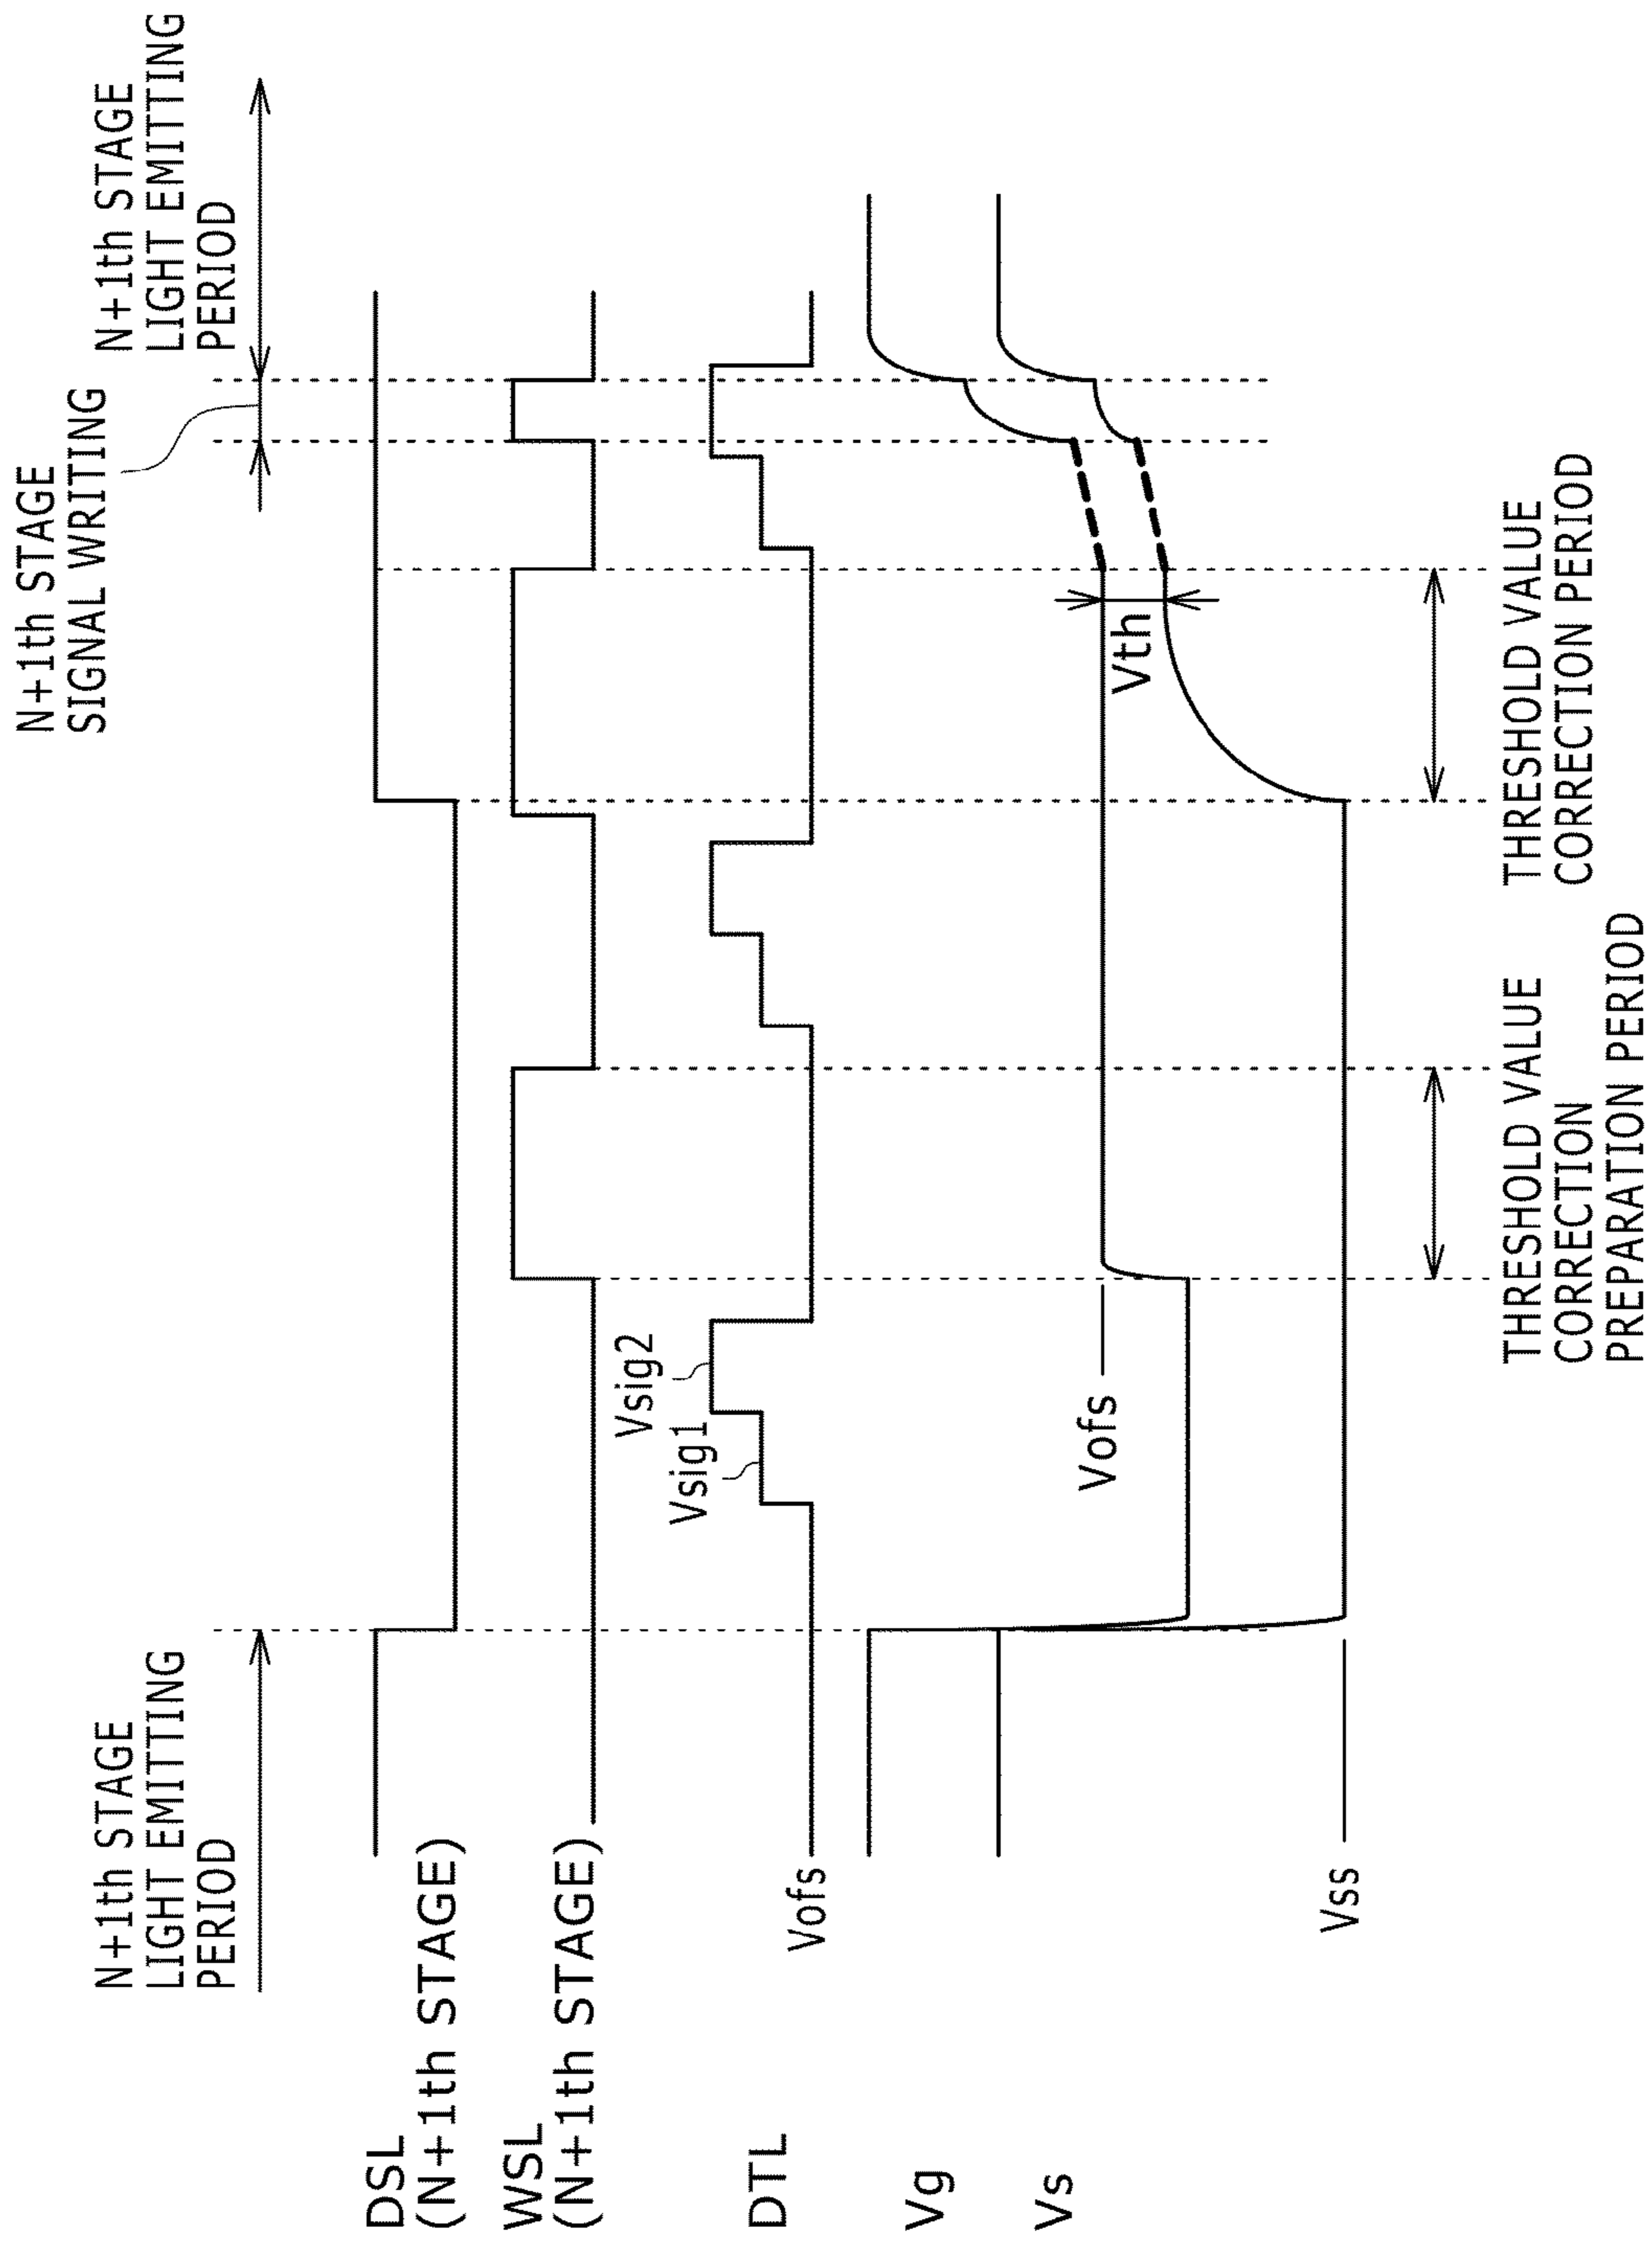 N+1th STAGE
LIGHT EMITTING
PERIOD
N+1th STAGE
SIGNAL WRITING
N+1th STAGE
LIGHT EMITTING
PERIOD
DSL
(N+1th STAGE)
WSL
(N+1th STAGE)
Vsig2
Vsig1
DTL
Vofs
Vg
Vs
Vofs
Vth
Vss
THRESHOLD VALUE
CORRECTION
PREPARATION PERIOD
THRESHOLD VALUE
CORRECTION PERIOD